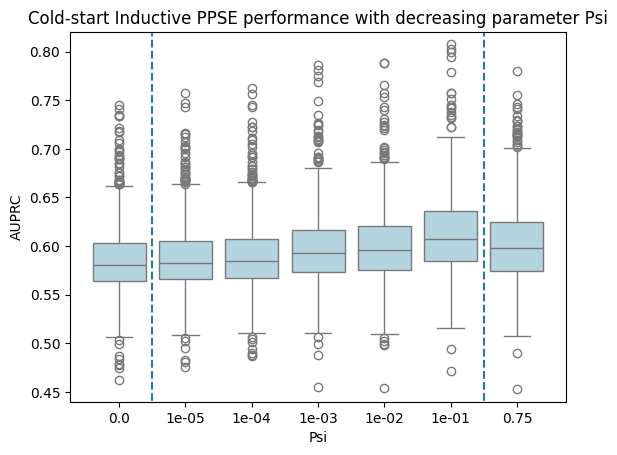 Cold-start Inductive PPSE performance with decreasing parameter Psi
0.80
0.75
0.70
0.65
0.60
0.55
0.50
0.45
AUPRC
0.0 1e-05 1e-04 1e-03 1e-02 1e-01 0.75
Psi